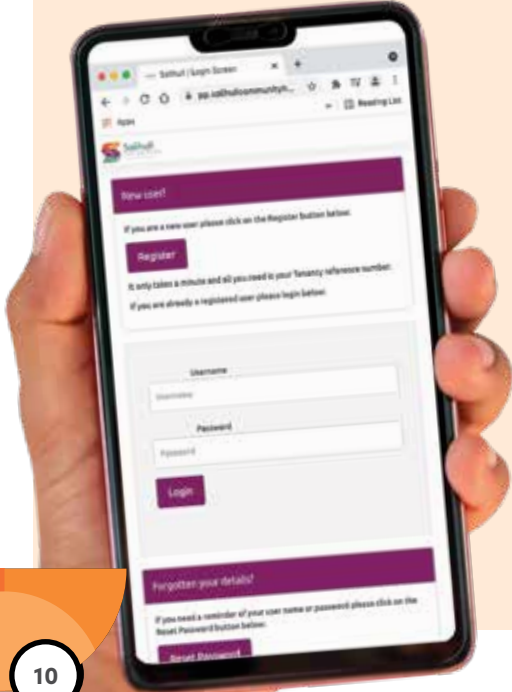 Solihull | Login Screen
pp.solihullcommunityh...
Apps
Reading List
Solihull
New user?
If you are a new user please click on the Register button below.
Register
It only takes a minute and all you need is your Tenancy reference number.
If you are already a registered user please login below.
Username
Username
Password
Password
Login
Forgotten your details?
If you need a reminder of your user name or password please click on the
Reset Password button below.
Reset Password
10